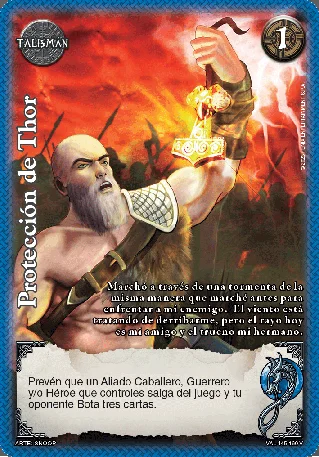 TALISMAN
1
Protección de Thor
Marchó a través de una tormenta de la
misma manera que marché antes para
enfrentar a mi enemigo. El viento está
tratando de derribarme, pero el rayo hoy
es mi amigo y el trueno mi hermano.
Prevén que un Aliado Caballero, Guerrero
y/o Héroe que controles salga del juego y tu
oponente Bota tres cartas.